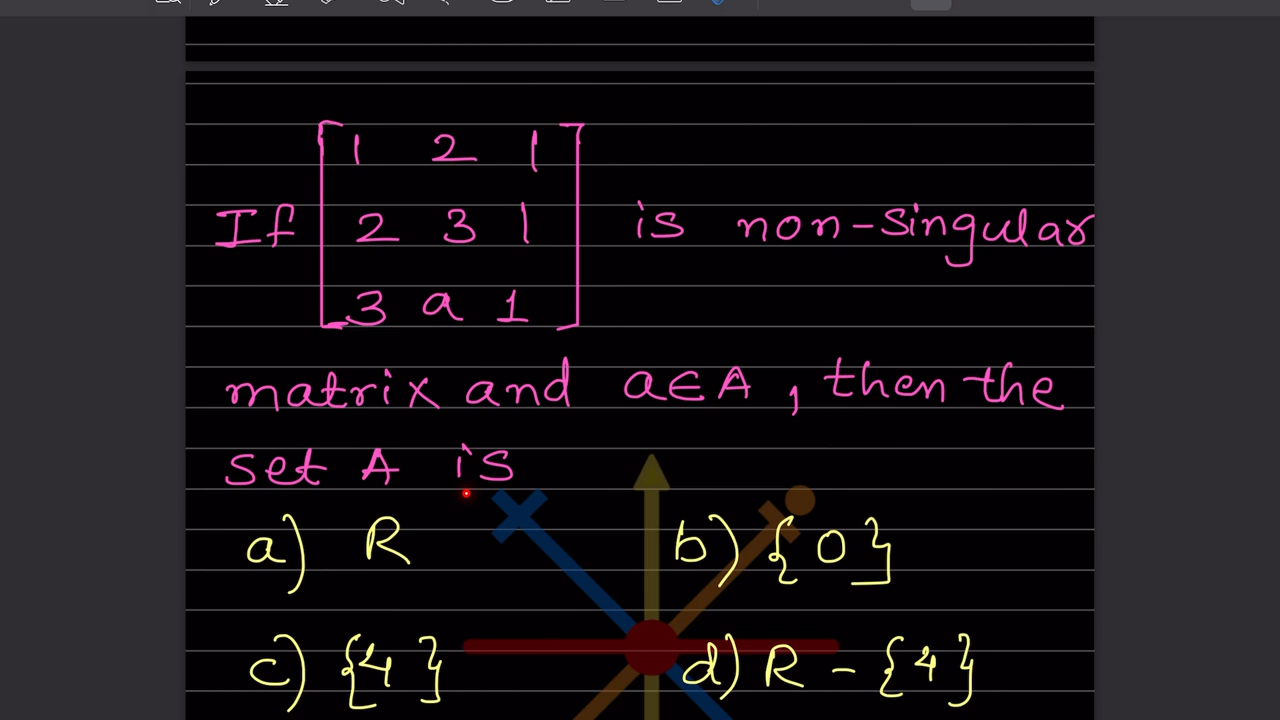 1 2 1
If 2 3 1 is non-singular
3 a 1
matrix and a∈A, then the
set A is
a) R b) {0}
c) {4} d) R - {4}